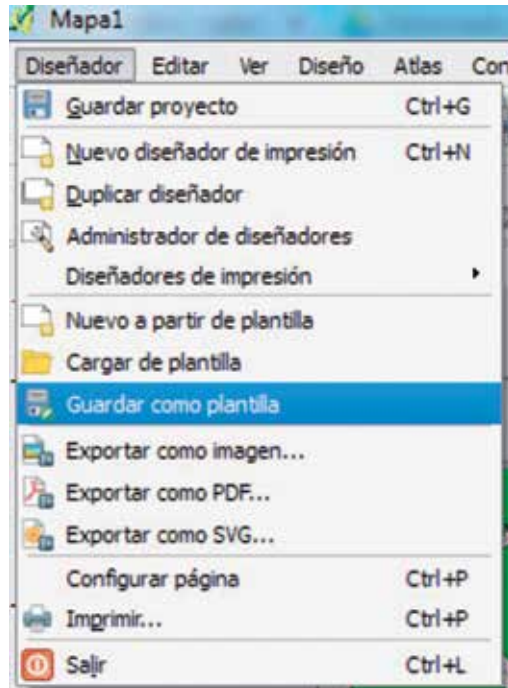 Mapa1
Diseñador Editar Ver Diseño Atlas Con
Guardar proyecto Ctrl+G
Nuevo diseñador de impresión Ctrl+N
Duplicar diseñador
Administrador de diseñadores
Diseñadores de impresión
Nuevo a partir de plantilla
Cargar de plantilla
Guardar como plantilla
Exportar como imagen...
Exportar como PDF...
Exportar como SVG...
Configurar página Ctrl+P
Imprimir... Ctrl+P
Salir Ctrl+L